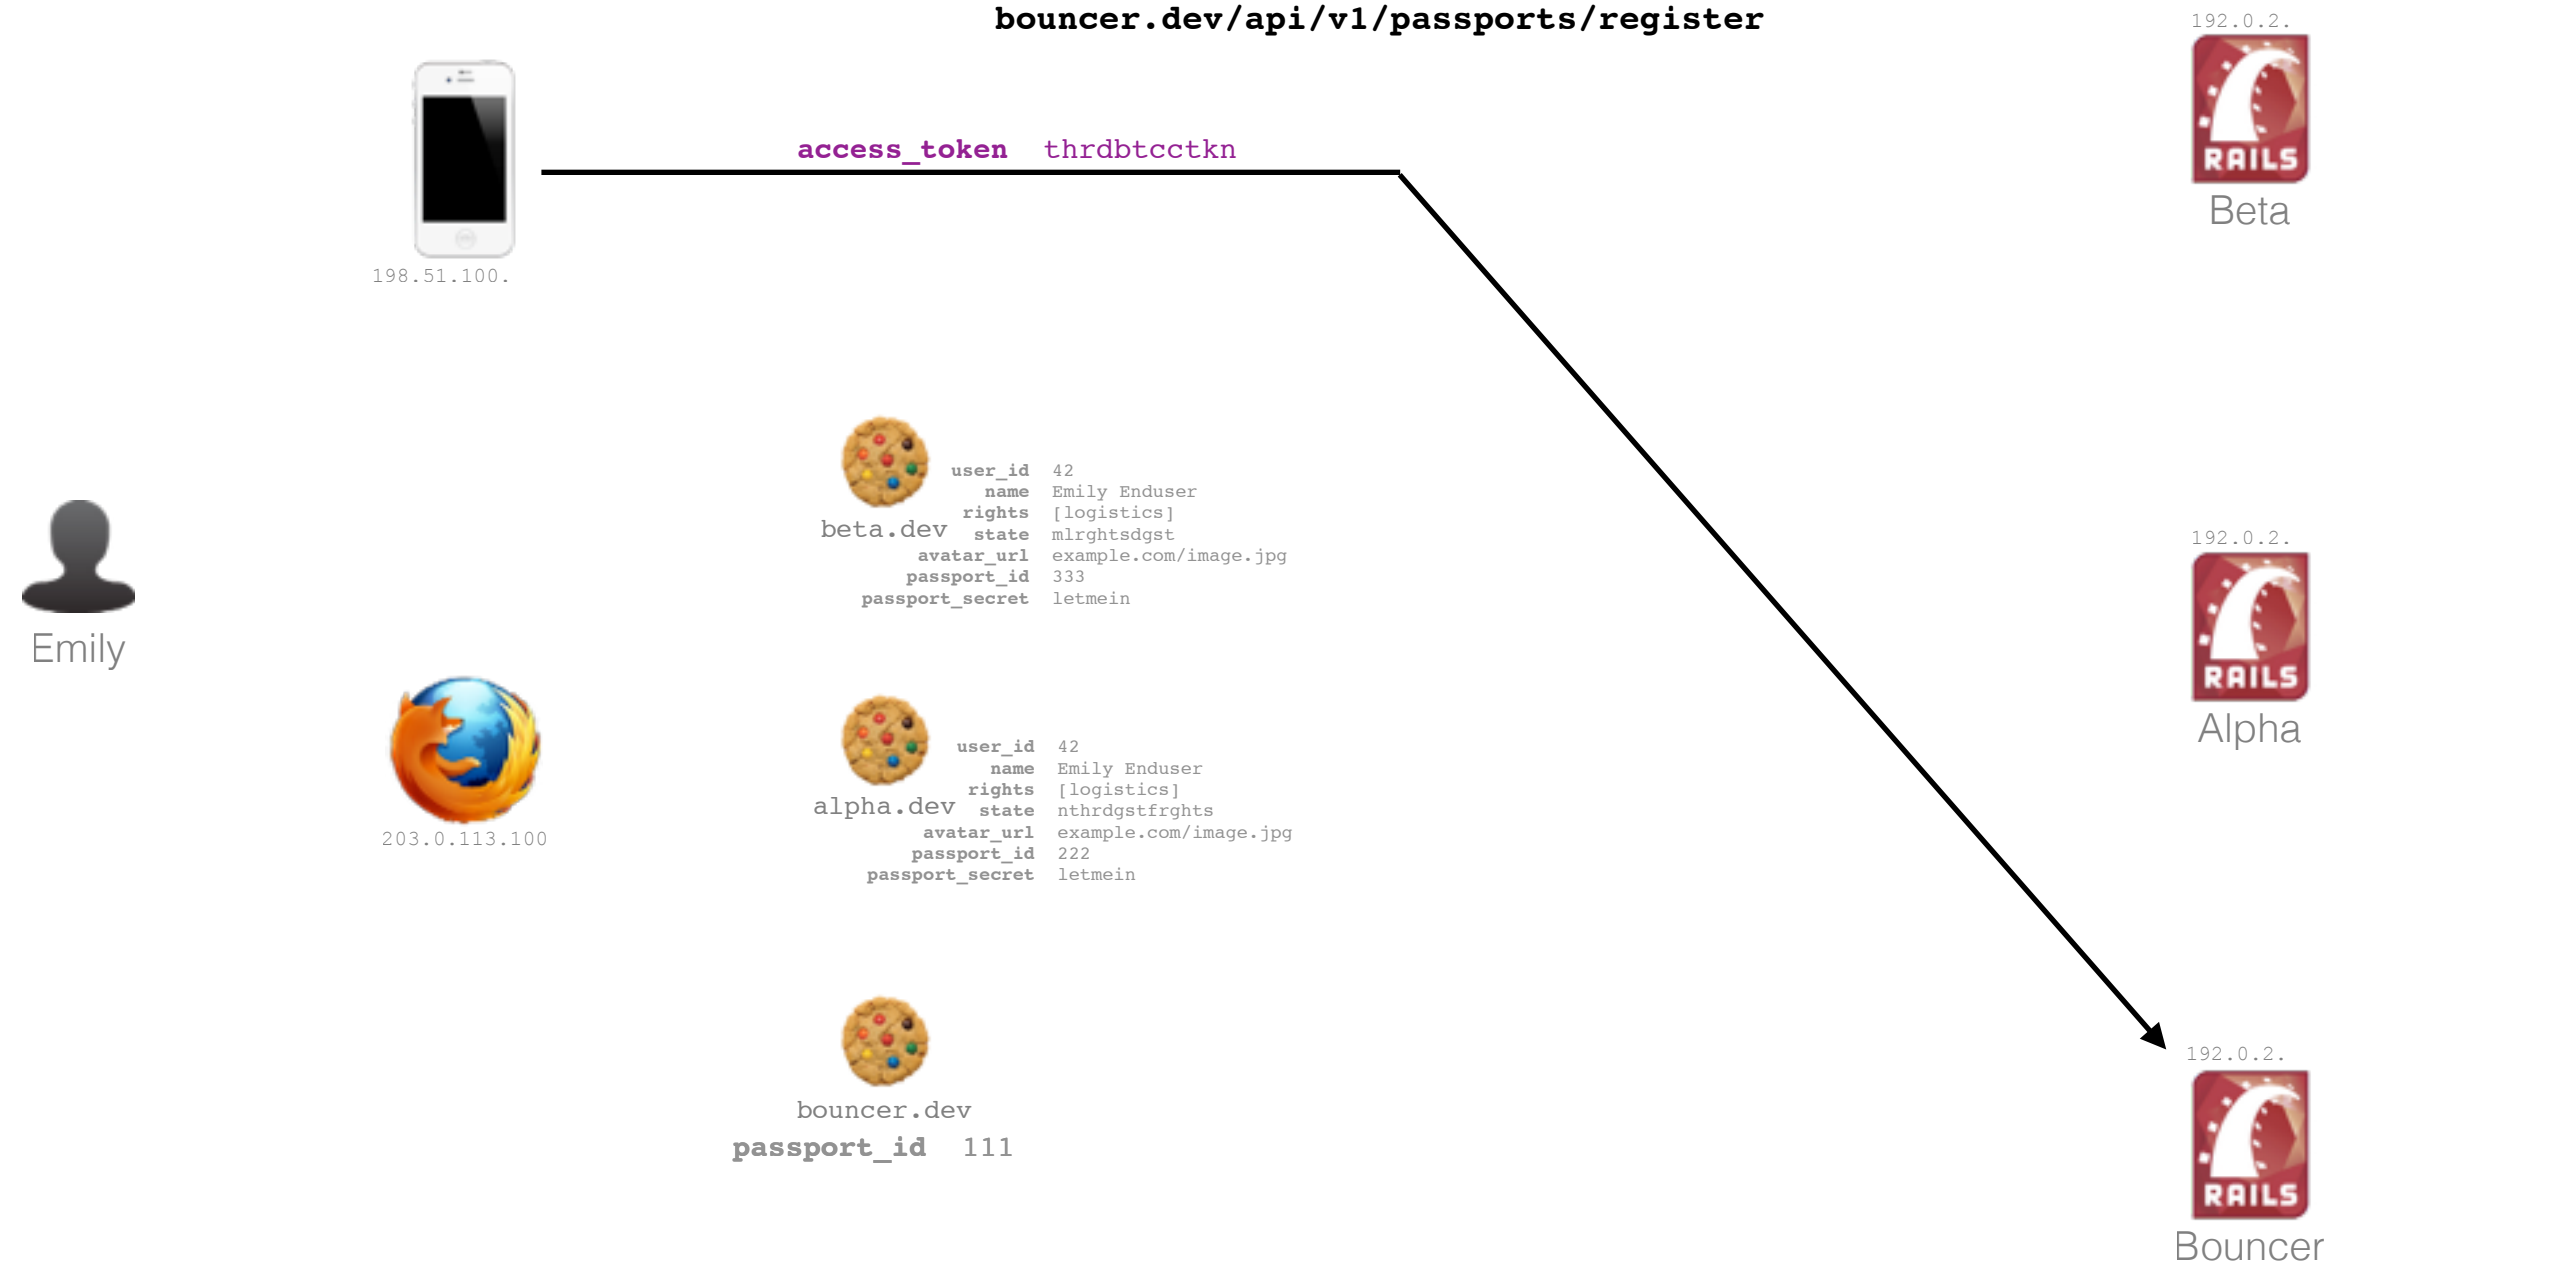 bouncer.dev/api/v1/passports/register
192.0.2.
RAILS
Beta
access_token thrdbtcctkn
198.51.100.
user_id 42
name Emily Enduser
rights [logistics]
beta.dev state mlrghtsdgst
avatar_url example.com/image.jpg
passport_id 333
passport_secret letmein
192.0.2.
RAILS
Alpha
Emily
203.0.113.100
user_id 42
name Emily Enduser
rights [logistics]
alpha.dev state nthrdgstfrghts
avatar_url example.com/image.jpg
passport_id 222
passport_secret letmein
192.0.2.
RAILS
Bouncer
bouncer.dev
passport_id 111